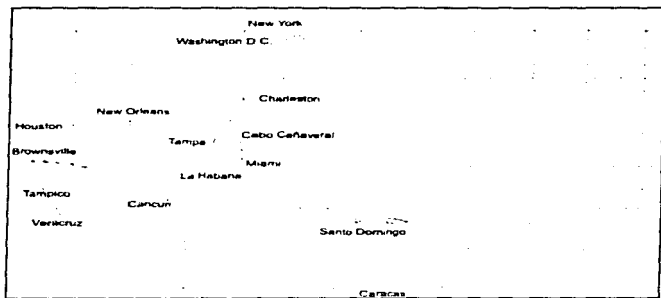 New York
Washington D.C.
Charleston
New Orleans
Houston
Cabo Cañaveral
Tampa
Brownsville
Miami
La Habana
Tampico
Cancun
Veracruz
Santo Domingo
Caracas